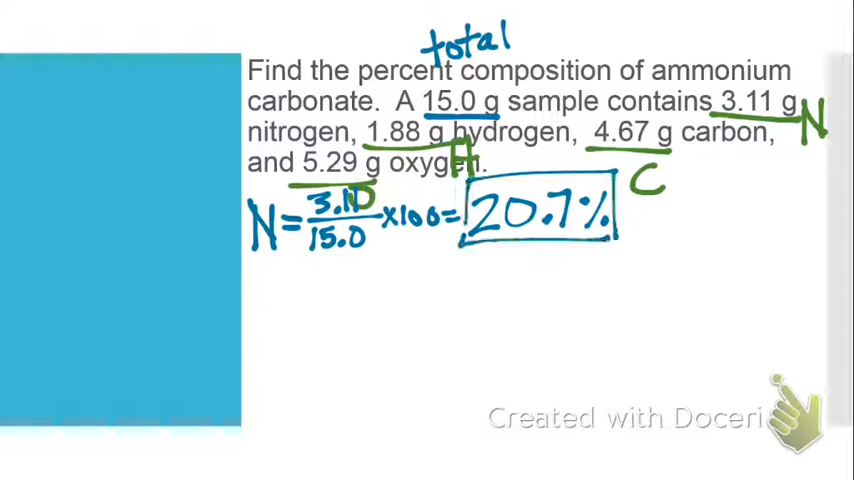 total
Find the percent composition of ammonium
carbonate. A 15.0 g sample contains 3.11 g N
nitrogen, 1.88 g hydrogen, 4.67 g carbon,
H
and 5.29 g oxygen.
C
O
N = 3.11/15.0 x100= 20.7%
Created with Doceri